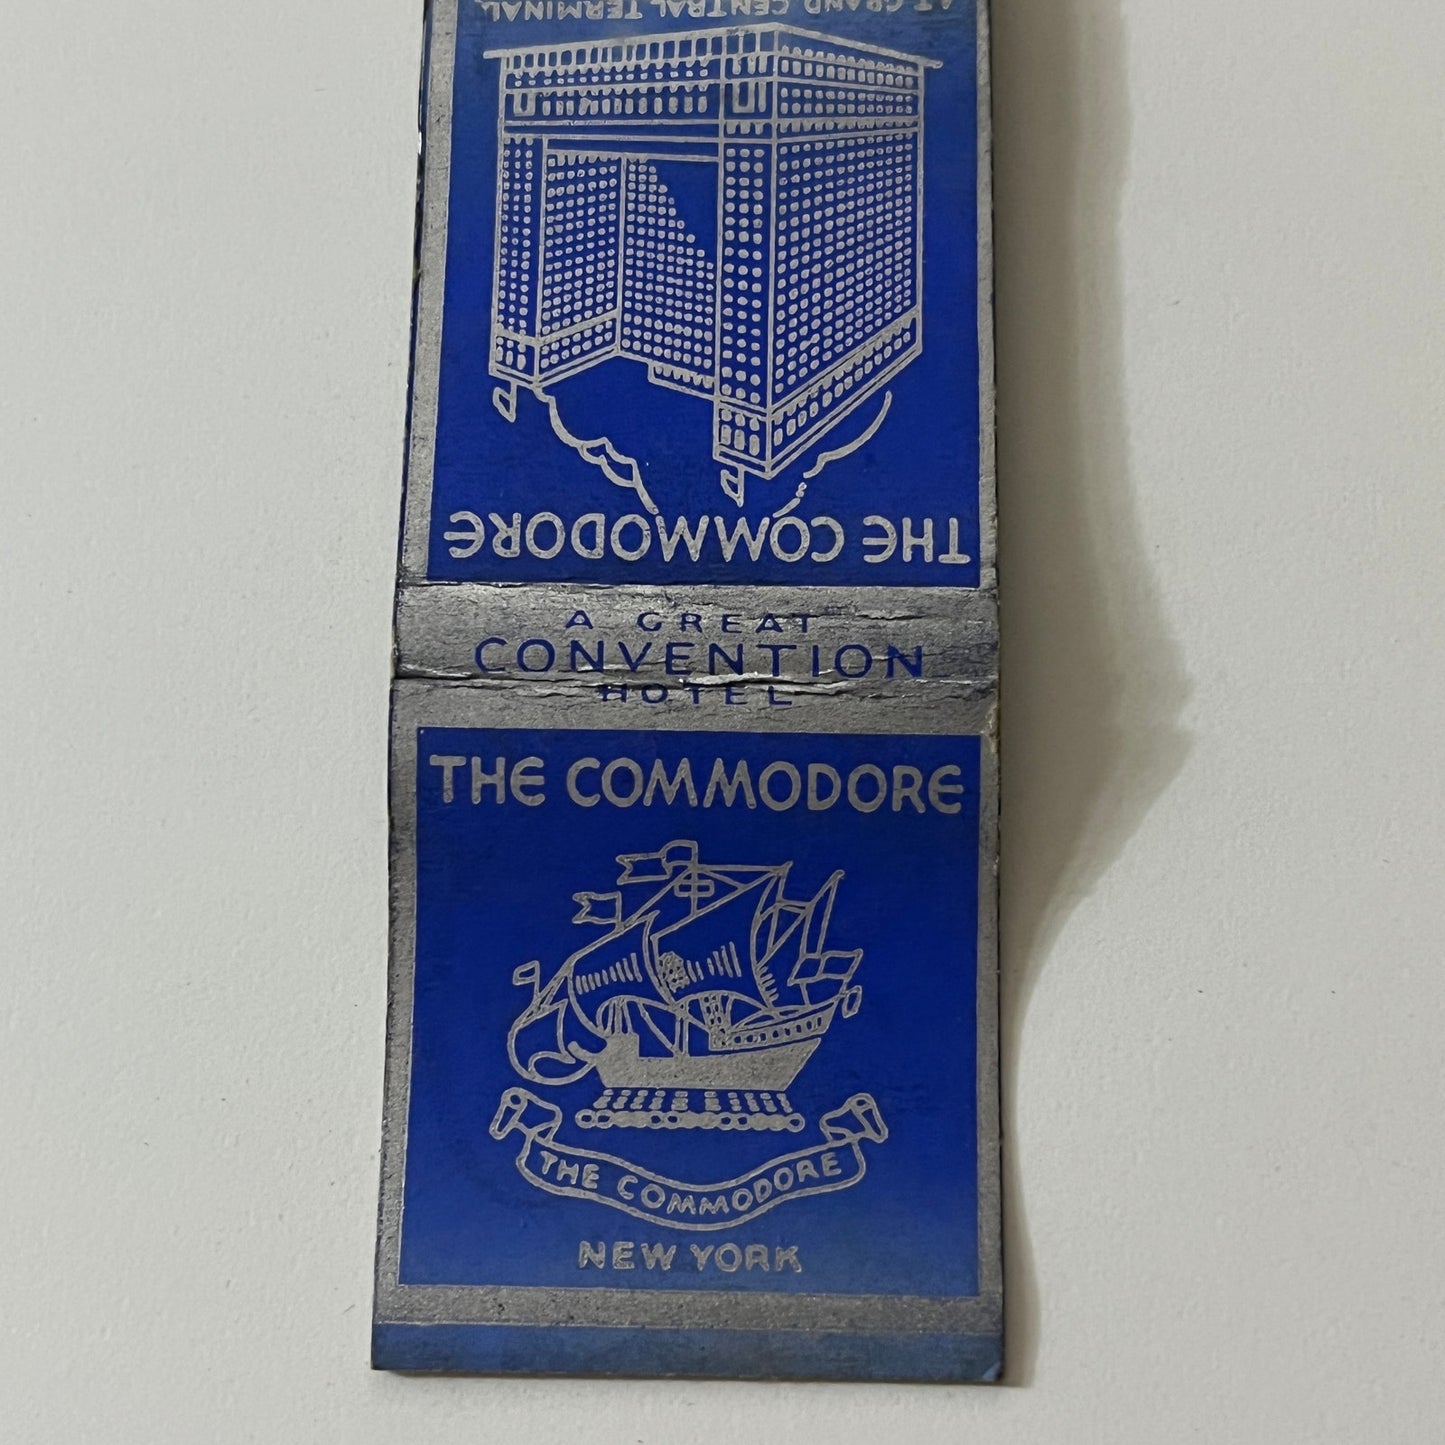 AT GRAND CENTRAL TERMINAL
THE COMMODORE
A GREAT
CONVENTION
HOTEL
THE COMMODORE
THE COMMODORE
NEW YORK